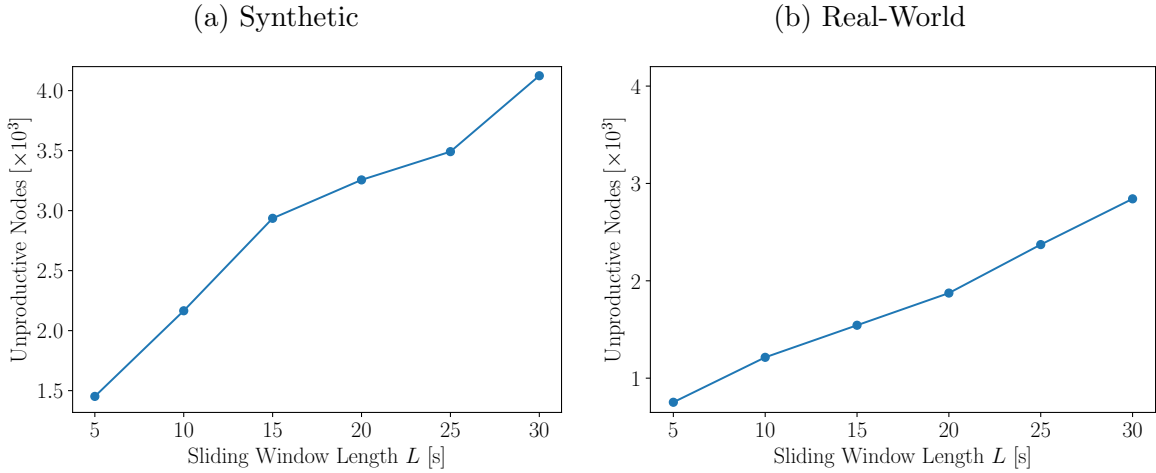 (a) Synthetic
Unproductive Nodes [×10³]
4.0
3.5
3.0
2.5
2.0
1.5
5 10 15 20 25 30
Sliding Window Length L [s]
(b) Real-World
Unproductive Nodes [×10³]
4
3
2
1
5 10 15 20 25 30
Sliding Window Length L [s]